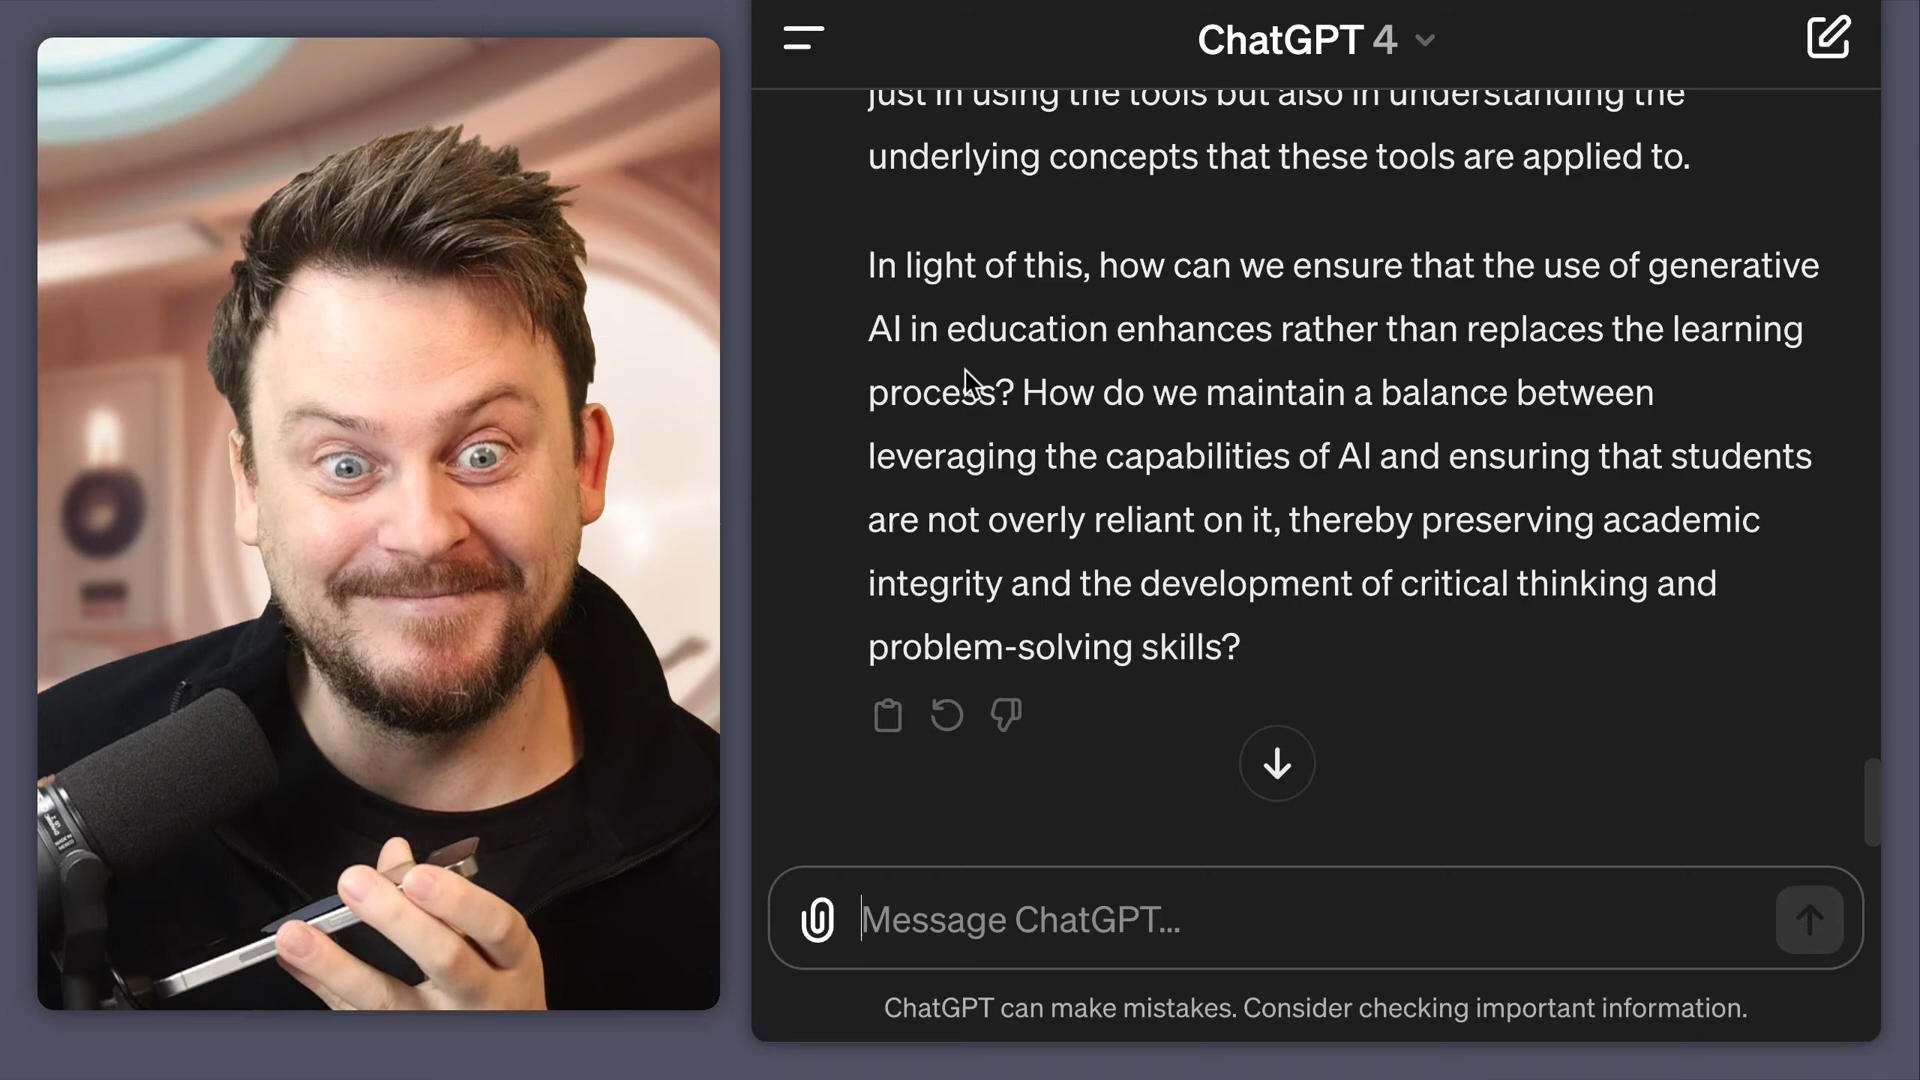 ChatGPT 4
just in using the tools but also in understanding the
underlying concepts that these tools are applied to.
In light of this, how can we ensure that the use of generative
AI in education enhances rather than replaces the learning
process? How do we maintain a balance between
leveraging the capabilities of AI and ensuring that students
are not overly reliant on it, thereby preserving academic
integrity and the development of critical thinking and
problem-solving skills?
Message ChatGPT...
ChatGPT can make mistakes. Consider checking important information.